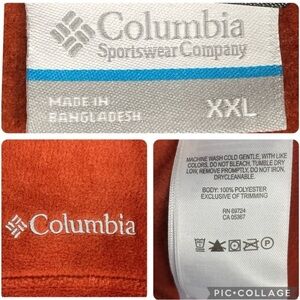 Columbia
Sportswear Company
MADE IN
BANGLADESH
XXL
Columbia
MACHINE WASH COLD GENTLE, WITH LIKE
COLORS, DO NOT BLEACH, TUMBLE DRY
LOW, REMOVE PROMPTLY, DO NOT IRON,
DRYCLEANABLE.
BODY: 100% POLYESTER
EXCLUSIVE OF TRIMMING
RN 69724
CA 05367
PIC•COLLAGE